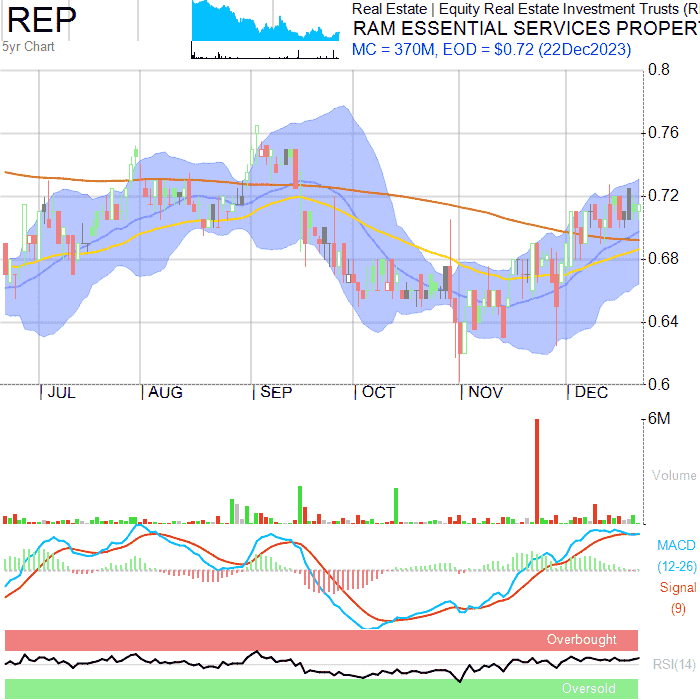 REP
5yr Chart
Real Estate | Equity Real Estate Investment Trusts (R
RAM ESSENTIAL SERVICES PROPER
MC = 370M, EOD = $0.72 (22Dec2023)
0.8
0.76
0.72
0.68
0.64
0.6
JUL AUG SEP OCT NOV DEC
6M
Volume
MACD
(12-26)
Signal
(9)
Overbought
RSI(14)
Oversold